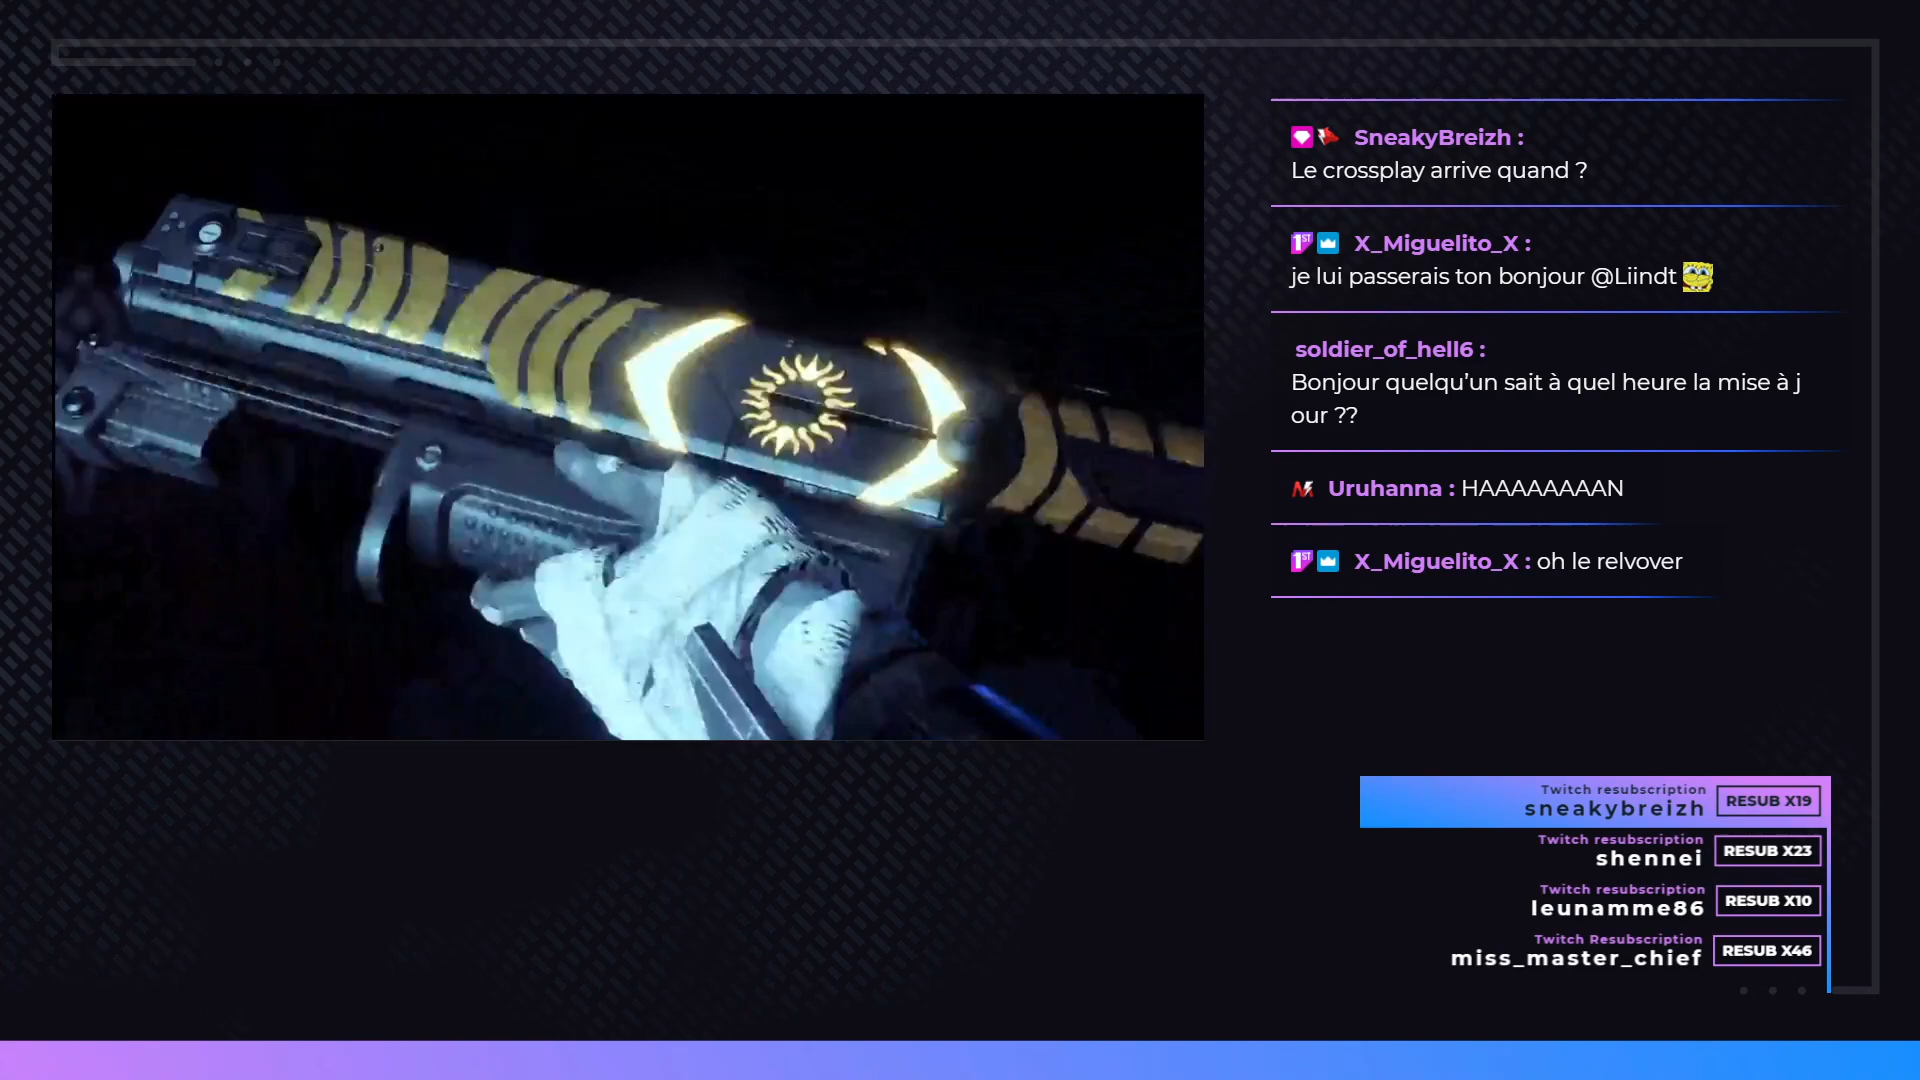 SneakyBreizh :
Le crossplay arrive quand ?
1ST X_Miguelito_X :
je lui passerais ton bonjour @Liindt
soldier_of_hell6 :
Bonjour quelqu'un sait à quel heure la mise à j
our ??
Uruhanna : HAAAAAAAAN
1ST X_Miguelito_X : oh le relvover
Twitch resubscription
sneakybreizh RESUB X19
Twitch resubscription
shennei RESUB X23
Twitch resubscription
leunamme86 RESUB X10
Twitch Resubscription
miss_master_chief RESUB X46